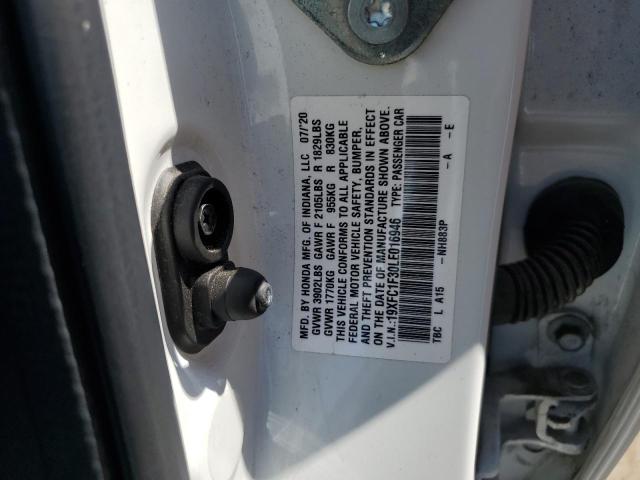 MFD. BY HONDA MFG. OF INDIANA, LLC 07/'20
GVWR 3902LBS GAWR F 2105LBS R 1829LBS
GVWR 1770KG GAWR F 955KG R 830KG
THIS VEHICLE CONFORMS TO ALL APPLICABLE
FEDERAL MOTOR VEHICLE SAFETY, BUMPER,
AND THEFT PREVENTION STANDARDS IN EFFECT
ON THE DATE OF MANUFACTURE SHOWN ABOVE.
V.I.N.:19XFC1F30LE016946 TYPE: PASSENGER CAR
TBC L A15 -NH883P -A -E